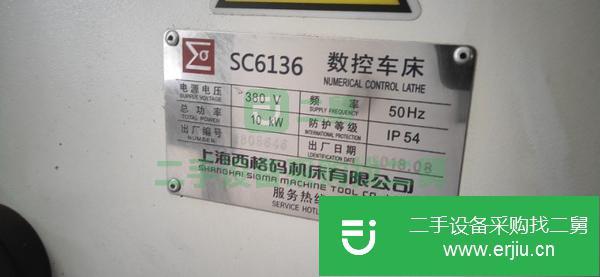 Σσ
SC6136 数控车床
NUMERICAL CONTROL LATHE
电源电压 380 V 频率 50Hz
SUPPLY VOLTAGE SUPPLY FREQUENCY
总功率 10 kW 防护等级 IP 54
TOTAL POWER INTERNATIONAL PROTECTION
出厂编号 出厂日期 2018.08
NUMBER IDENTIFICATION DATE
上海西格码机床有限公司
SHANGHAI SIGMA MACHINE TOOL CO
服务热线
SERVICE HOTL
二手设备采购找二舅
www.erjiu.cn